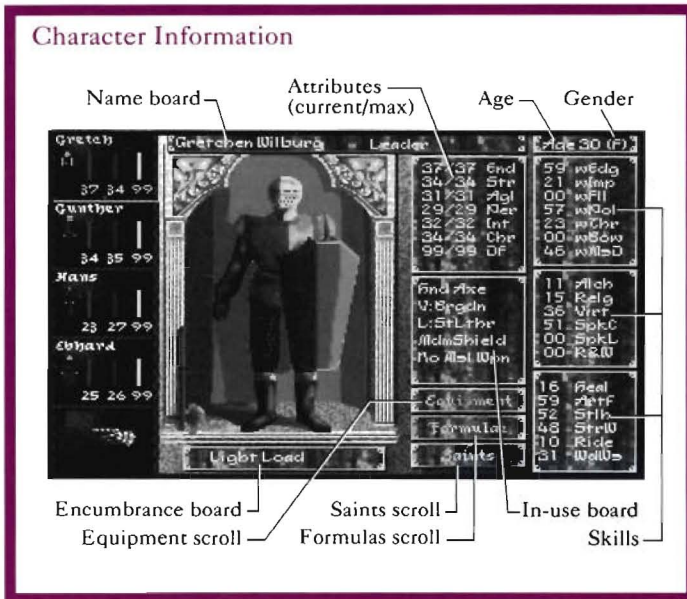 Character Information
Attributes
(current/max)
Name board
Age
Gender
Gretch
37 34 99
Gunther
34 35 99
Hans
23 27 99
Ebhard
25 26 99
Gretchen Wilburg Leader
Age 30 (F)
37/37 End
34/34 Str
31/31 Agl
29/29 Per
32/32 Int
34/34 Chr
99/99 DF
Hnd Axe
V:Brgdn
L:StLthr
MdmShield
No Msl Wpn
Equipment
Formulae
Saints
59 wEdg
21 wImp
00 wFll
57 wPol
23 wThr
00 wBow
46 wMsD
11 Alch
15 Relg
36 Virt
51 SpkC
00 SpkL
00 R&W
16 Heal
59 Artf
52 Stlh
48 StrW
10 Ride
31 WdWs
Light Load
Encumbrance board
Saints scroll
In-use board
Equipment scroll
Formulas scroll
Skills